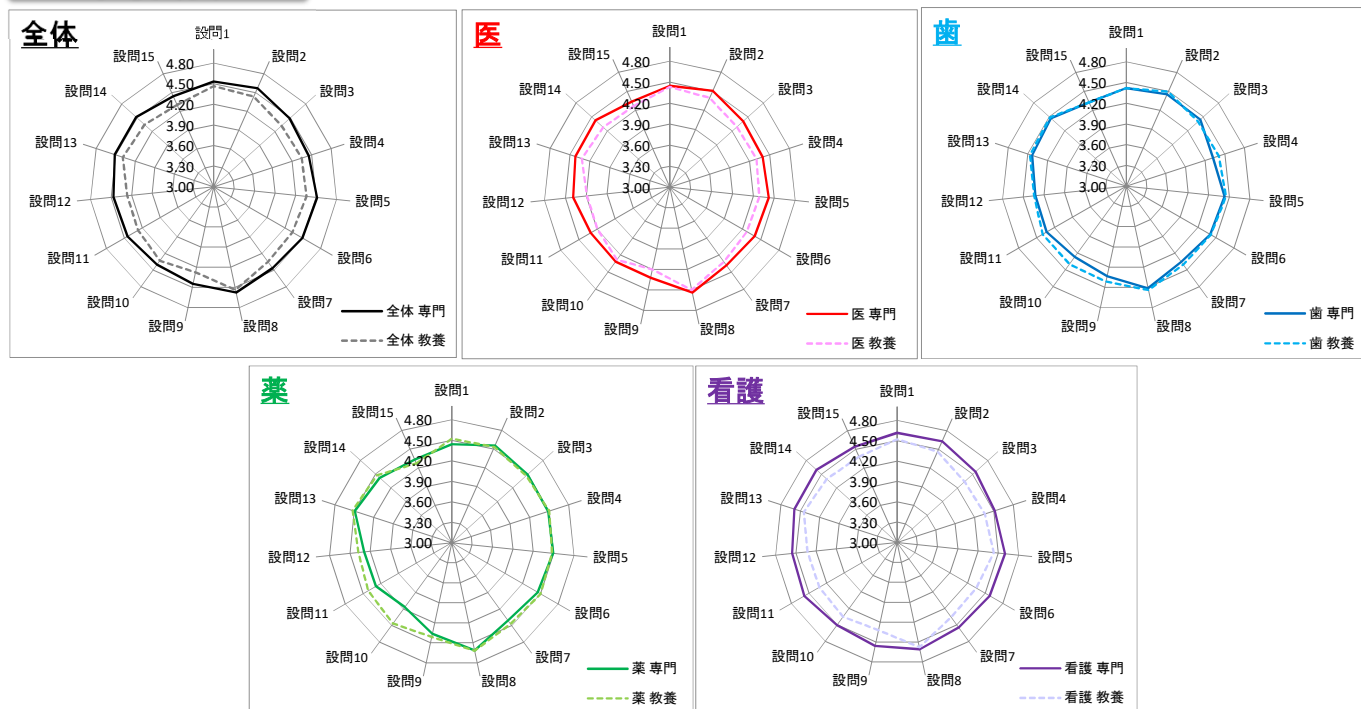 全体
設問1
設問2
設問3
設問4
設問5
設問6
設問7
設問8
設問9
設問10
設問11
設問12
設問13
設問14
設問15
4.80
4.50
4.20
3.90
3.60
3.30
3.00
全体 専門
全体 教養
医
設問1
設問2
設問3
設問4
設問5
設問6
設問7
設問8
設問9
設問10
設問11
設問12
設問13
設問14
設問15
4.80
4.50
4.20
3.90
3.60
3.30
3.00
医 専門
医 教養
歯
設問1
設問2
設問3
設問4
設問5
設問6
設問7
設問8
設問9
設問10
設問11
設問12
設問13
設問14
設問15
4.80
4.50
4.20
3.90
3.60
3.30
3.00
歯 専門
歯 教養
薬
設問1
設問2
設問3
設問4
設問5
設問6
設問7
設問8
設問9
設問10
設問11
設問12
設問13
設問14
設問15
4.80
4.50
4.20
3.90
3.60
3.30
3.00
薬 専門
薬 教養
看護
設問1
設問2
設問3
設問4
設問5
設問6
設問7
設問8
設問9
設問10
設問11
設問12
設問13
設問14
設問15
4.80
4.50
4.20
3.90
3.60
3.30
3.00
看護 専門
看護 教養